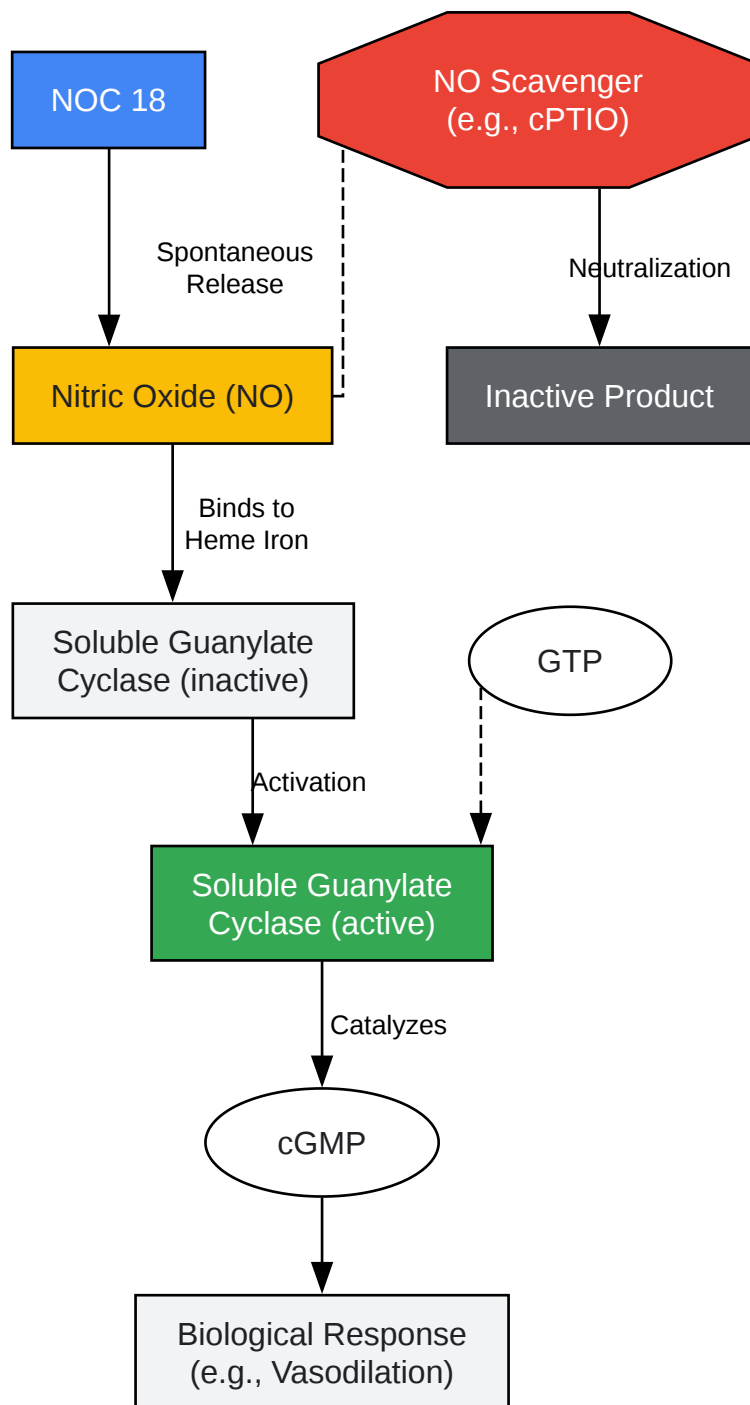 NOC 18
NO Scavenger
(e.g., cPTIO)
Spontaneous
Release
Neutralization
Nitric Oxide (NO)
Inactive Product
Binds to
Heme Iron
Soluble Guanylate
Cyclase (inactive)
GTP
Activation
Soluble Guanylate
Cyclase (active)
Catalyzes
cGMP
Biological Response
(e.g., Vasodilation)